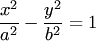 x²/a² − y²/b² = 1